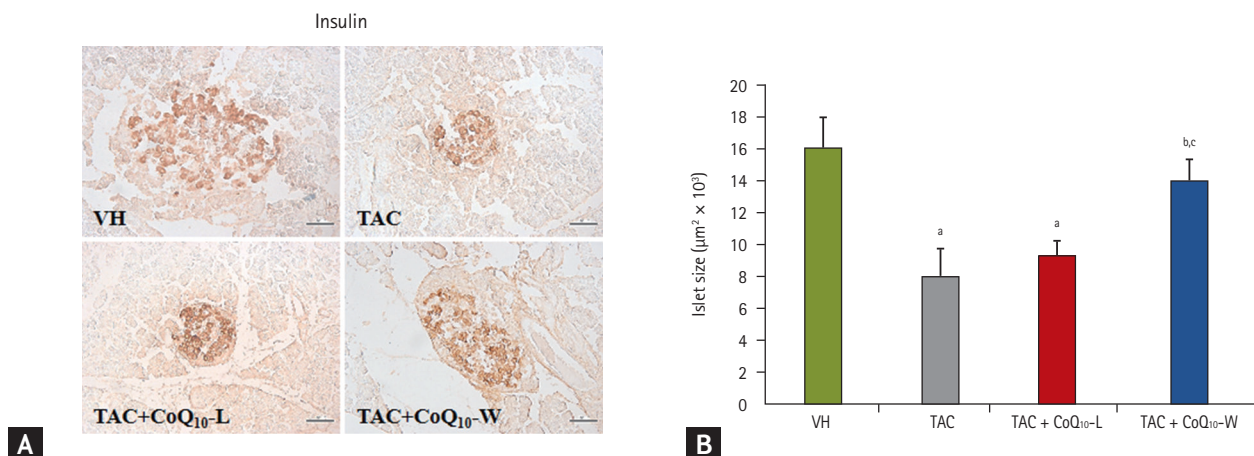 Insulin
VH
TAC
TAC+CoQ₁₀-L
TAC+CoQ₁₀-W
A
Islet size (μm² × 10³)
20
18
16
14
12
10
8
6
4
2
0
a
a
b,c
VH
TAC
TAC + CoQ₁₀-L
TAC + CoQ₁₀-W
B